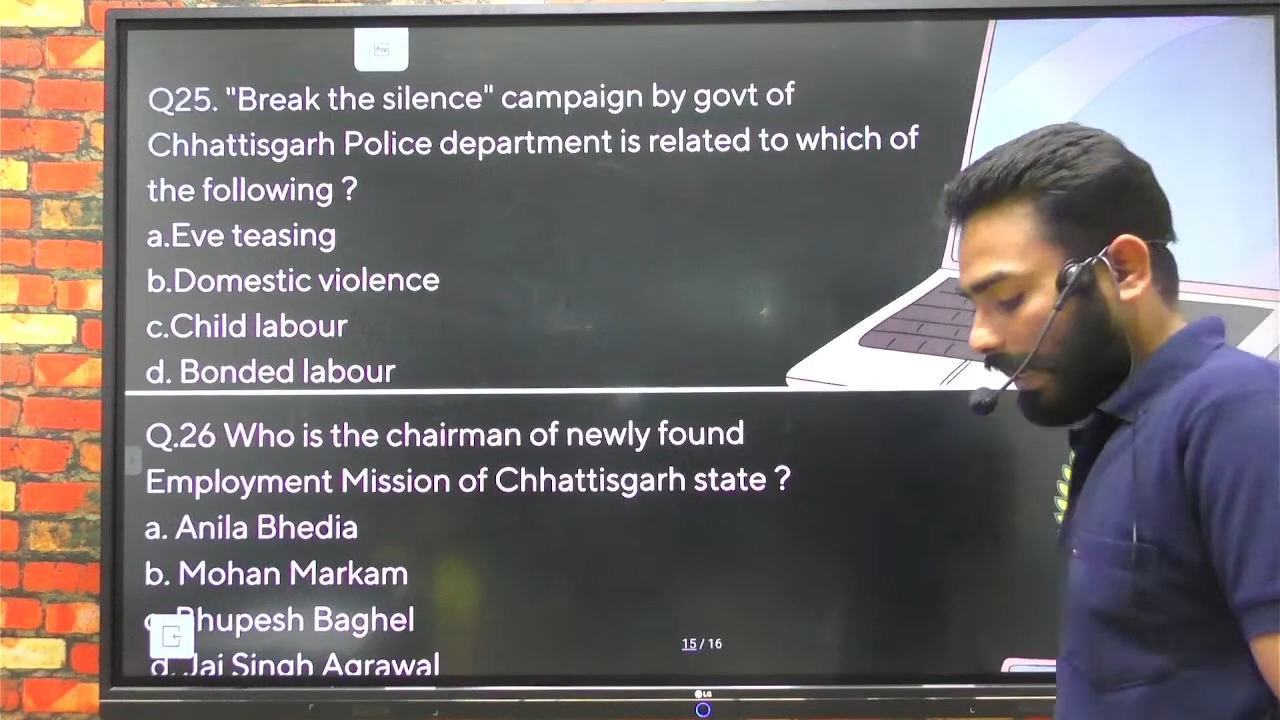 Q25. "Break the silence" campaign by govt of
Chhattisgarh Police department is related to which of
the following ?
a.Eve teasing
b.Domestic violence
c.Child labour
d. Bonded labour
Q.26 Who is the chairman of newly found
Employment Mission of Chhattisgarh state ?
a. Anila Bhedia
b. Mohan Markam
c. Bhupesh Baghel
d. Jai Singh Agrawal
15 / 16
LG